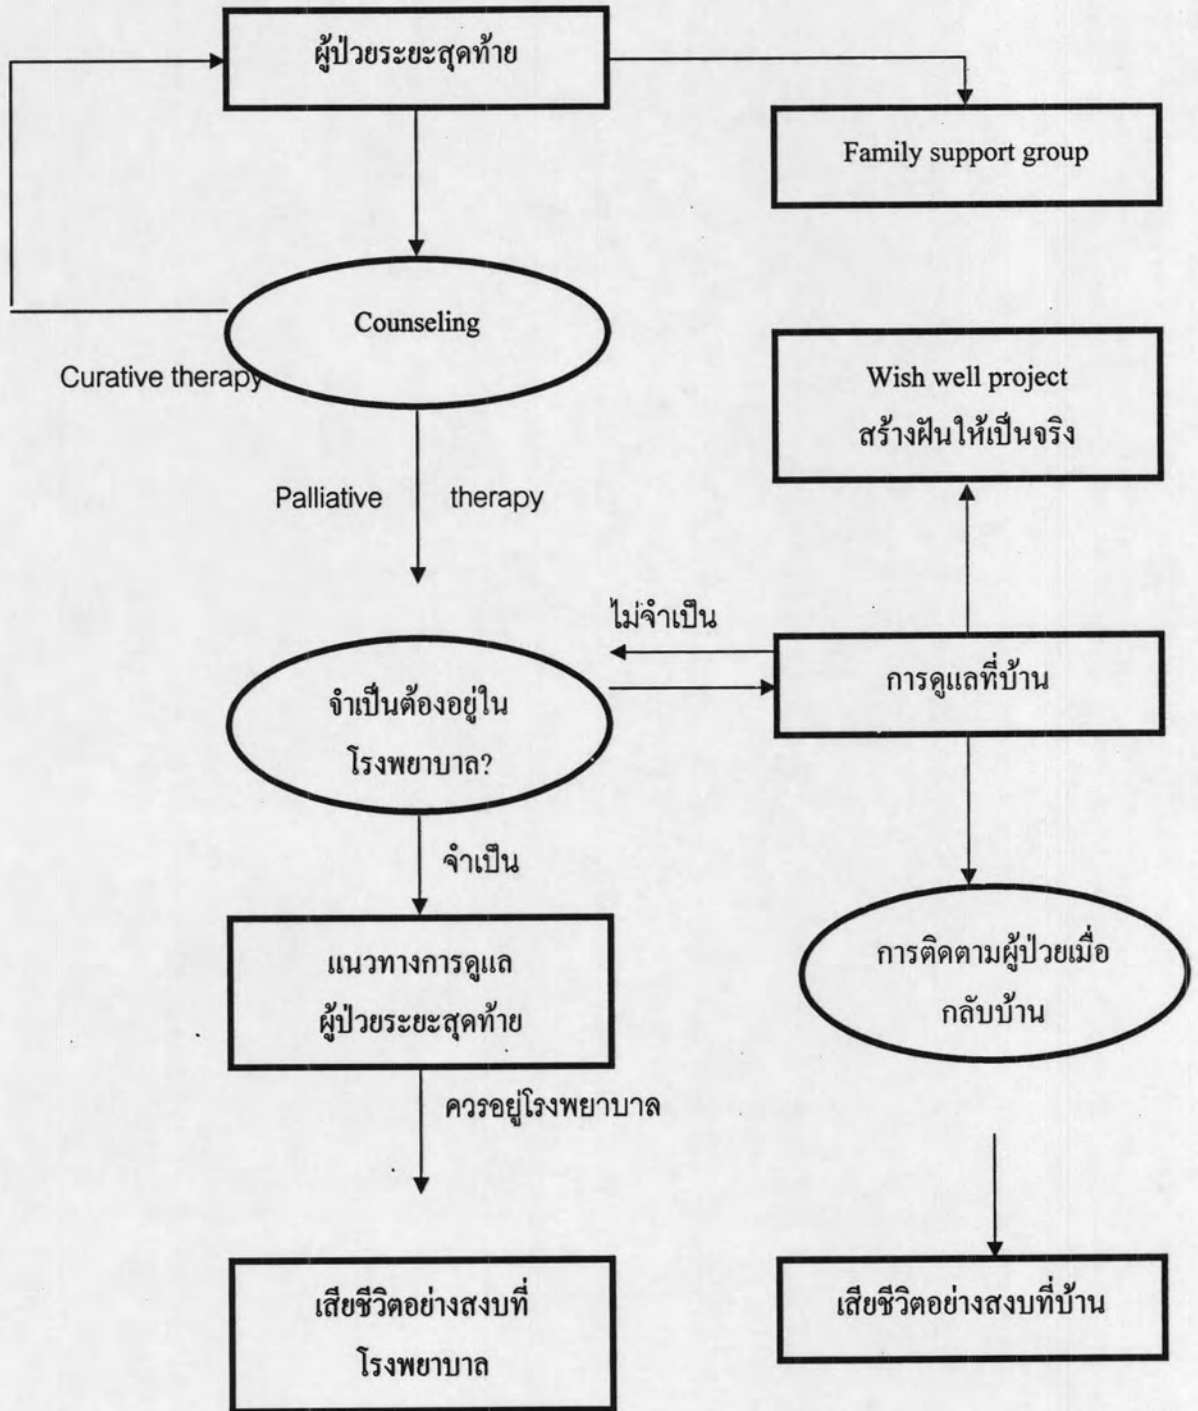 ผู้ป่วยระยะสุดท้าย
Family support group
Counseling
Curative therapy
Wish well project
สร้างฝันให้เป็นจริง
Palliative therapy
ไม่จำเป็น
การดูแลที่บ้าน
จำเป็นต้องอยู่ใน
โรงพยาบาล?
จำเป็น
แนวทางการดูแล
ผู้ป่วยระยะสุดท้าย
การติดตามผู้ป่วยเมื่อ
กลับบ้าน
ควรอยู่โรงพยาบาล
เสียชีวิตอย่างสงบที่
โรงพยาบาล
เสียชีวิตอย่างสงบที่บ้าน